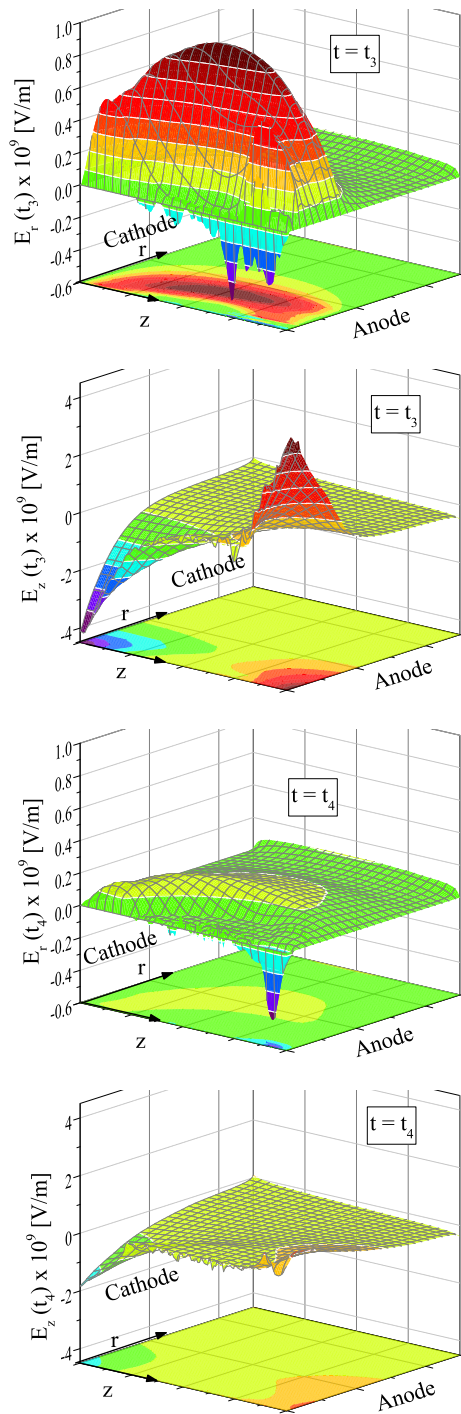 1.0
0.8
0.6
0.4
0.2
0.0
-0.2
-0.4
-0.6
E_r (t_3) x 10^9 [V/m]
t = t_3
Cathode
r
z
Anode
4
2
0
-2
-4
E_z (t_3) x 10^9 [V/m]
t = t_3
Cathode
r
z
Anode
1.0
0.8
0.6
0.4
0.2
0.0
-0.2
-0.4
-0.6
E_r (t_4) x 10^9 [V/m]
t = t_4
Cathode
r
z
Anode
4
2
0
-2
-4
E_z (t_4) x 10^9 [V/m]
t = t_4
Cathode
r
z
Anode